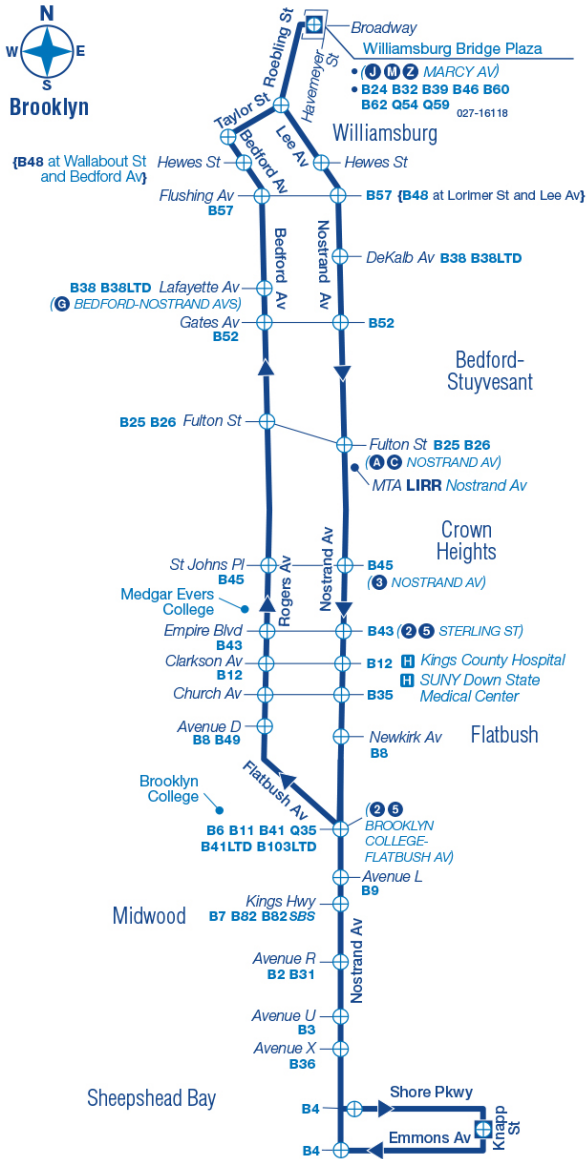 N
W
E
S
Brooklyn
Roebling St
Havemeyer
St
Broadway
Williamsburg Bridge Plaza
(J M Z MARCY AV)
B24 B32 B39 B46 B60
B62 Q54 Q59
027-16118
Taylor St
Lee Av
Bedford Av
Williamsburg
{B48 at Wallabout St
and Bedford Av}
Hewes St
Hewes St
Flushing Av
B57
B57 {B48 at Lorimer St and Lee Av}
Bedford Av
Nostrand Av
DeKalb Av B38 B38LTD
B38 B38LTD Lafayette Av
(G BEDFORD-NOSTRAND AVS)
Gates Av
B52
B52
Bedford-
Stuyvesant
B25 B26 Fulton St
Fulton St B25 B26
(A C NOSTRAND AV)
MTA LIRR Nostrand Av
Crown
Heights
Rogers Av
Nostrand Av
St Johns Pl
B45
B45
(3 NOSTRAND AV)
Medgar Evers
College
Empire Blvd
B43
B43 (2 5 STERLING ST)
Clarkson Av
B12
B12
H Kings County Hospital
H SUNY Down State
Medical Center
Church Av
B35
Avenue D
B8 B49
Newkirk Av
B8
Flatbush
Flatbush Av
Brooklyn
College
B6 B11 B41 Q35
B41LTD B103LTD
(2 5
BROOKLYN
COLLEGE-
FLATBUSH AV)
Avenue L
B9
Kings Hwy
B7 B82 B82SBS
Midwood
Nostrand Av
Avenue R
B2 B31
Avenue U
B3
Avenue X
B36
Sheepshead Bay
Shore Pkwy
B4
Knapp
St
Emmons Av
B4